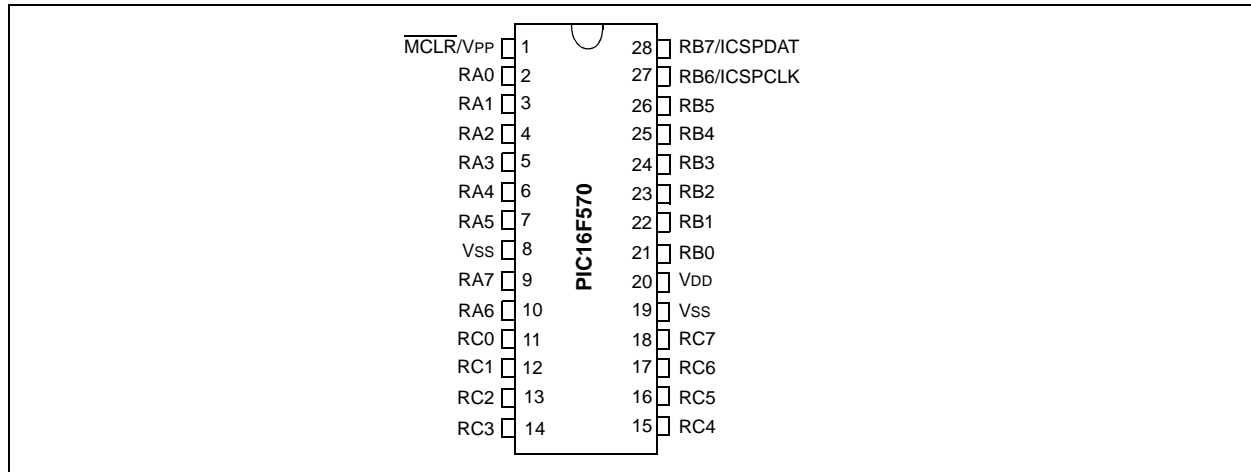 MCLR/VPP 1 28 RB7/ICSPDAT
RA0 2 27 RB6/ICSPCLK
RA1 3 26 RB5
RA2 4 25 RB4
RA3 5 24 RB3
RA4 6 23 RB2
RA5 7 22 RB1
VSS 8 21 RB0
RA7 9 20 VDD
RA6 10 19 VSS
RC0 11 18 RC7
RC1 12 17 RC6
RC2 13 16 RC5
RC3 14 15 RC4
PIC16F570